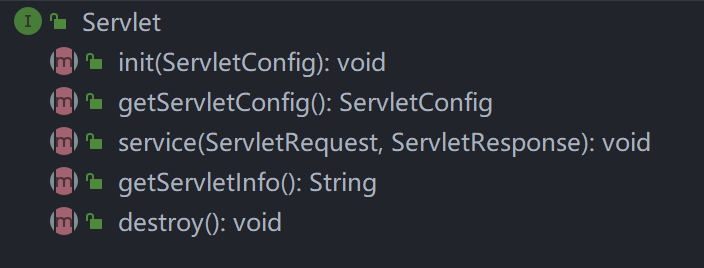 I Servlet
m init(ServletConfig): void
m getServletConfig(): ServletConfig
m service(ServletRequest, ServletResponse): void
m getServletInfo(): String
m destroy(): void